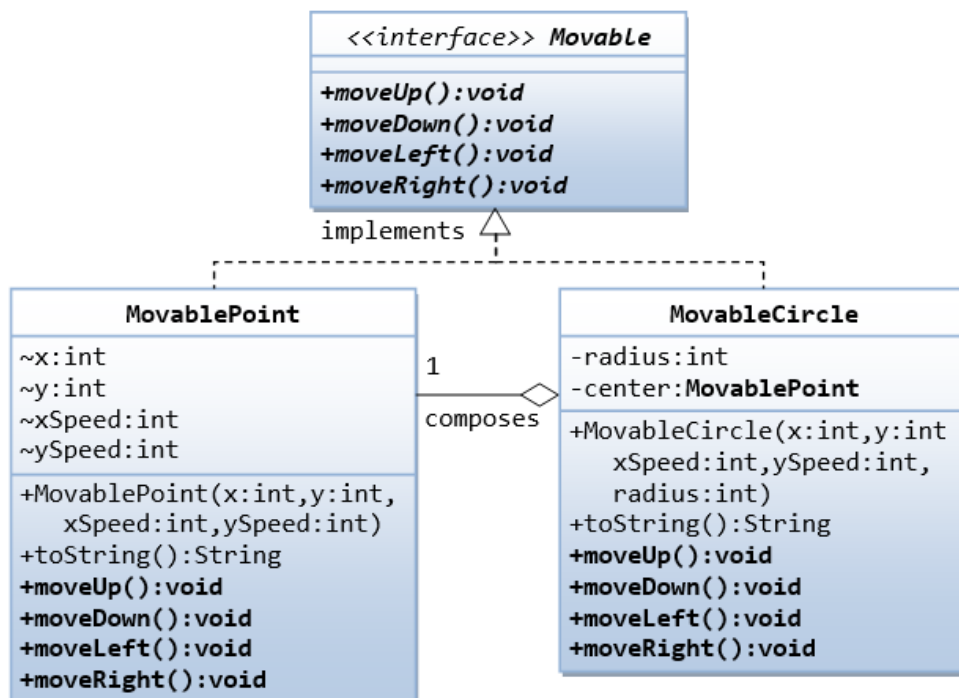 <<interface>> Movable
+moveUp():void
+moveDown():void
+moveLeft():void
+moveRight():void
implements
MovablePoint
~x:int
~y:int
~xSpeed:int
~ySpeed:int
+MovablePoint(x:int,y:int,
xSpeed:int,ySpeed:int)
+toString():String
+moveUp():void
+moveDown():void
+moveLeft():void
+moveRight():void
1
composes
MovableCircle
-radius:int
-center:MovablePoint
+MovableCircle(x:int,y:int
xSpeed:int,ySpeed:int,
radius:int)
+toString():String
+moveUp():void
+moveDown():void
+moveLeft():void
+moveRight():void